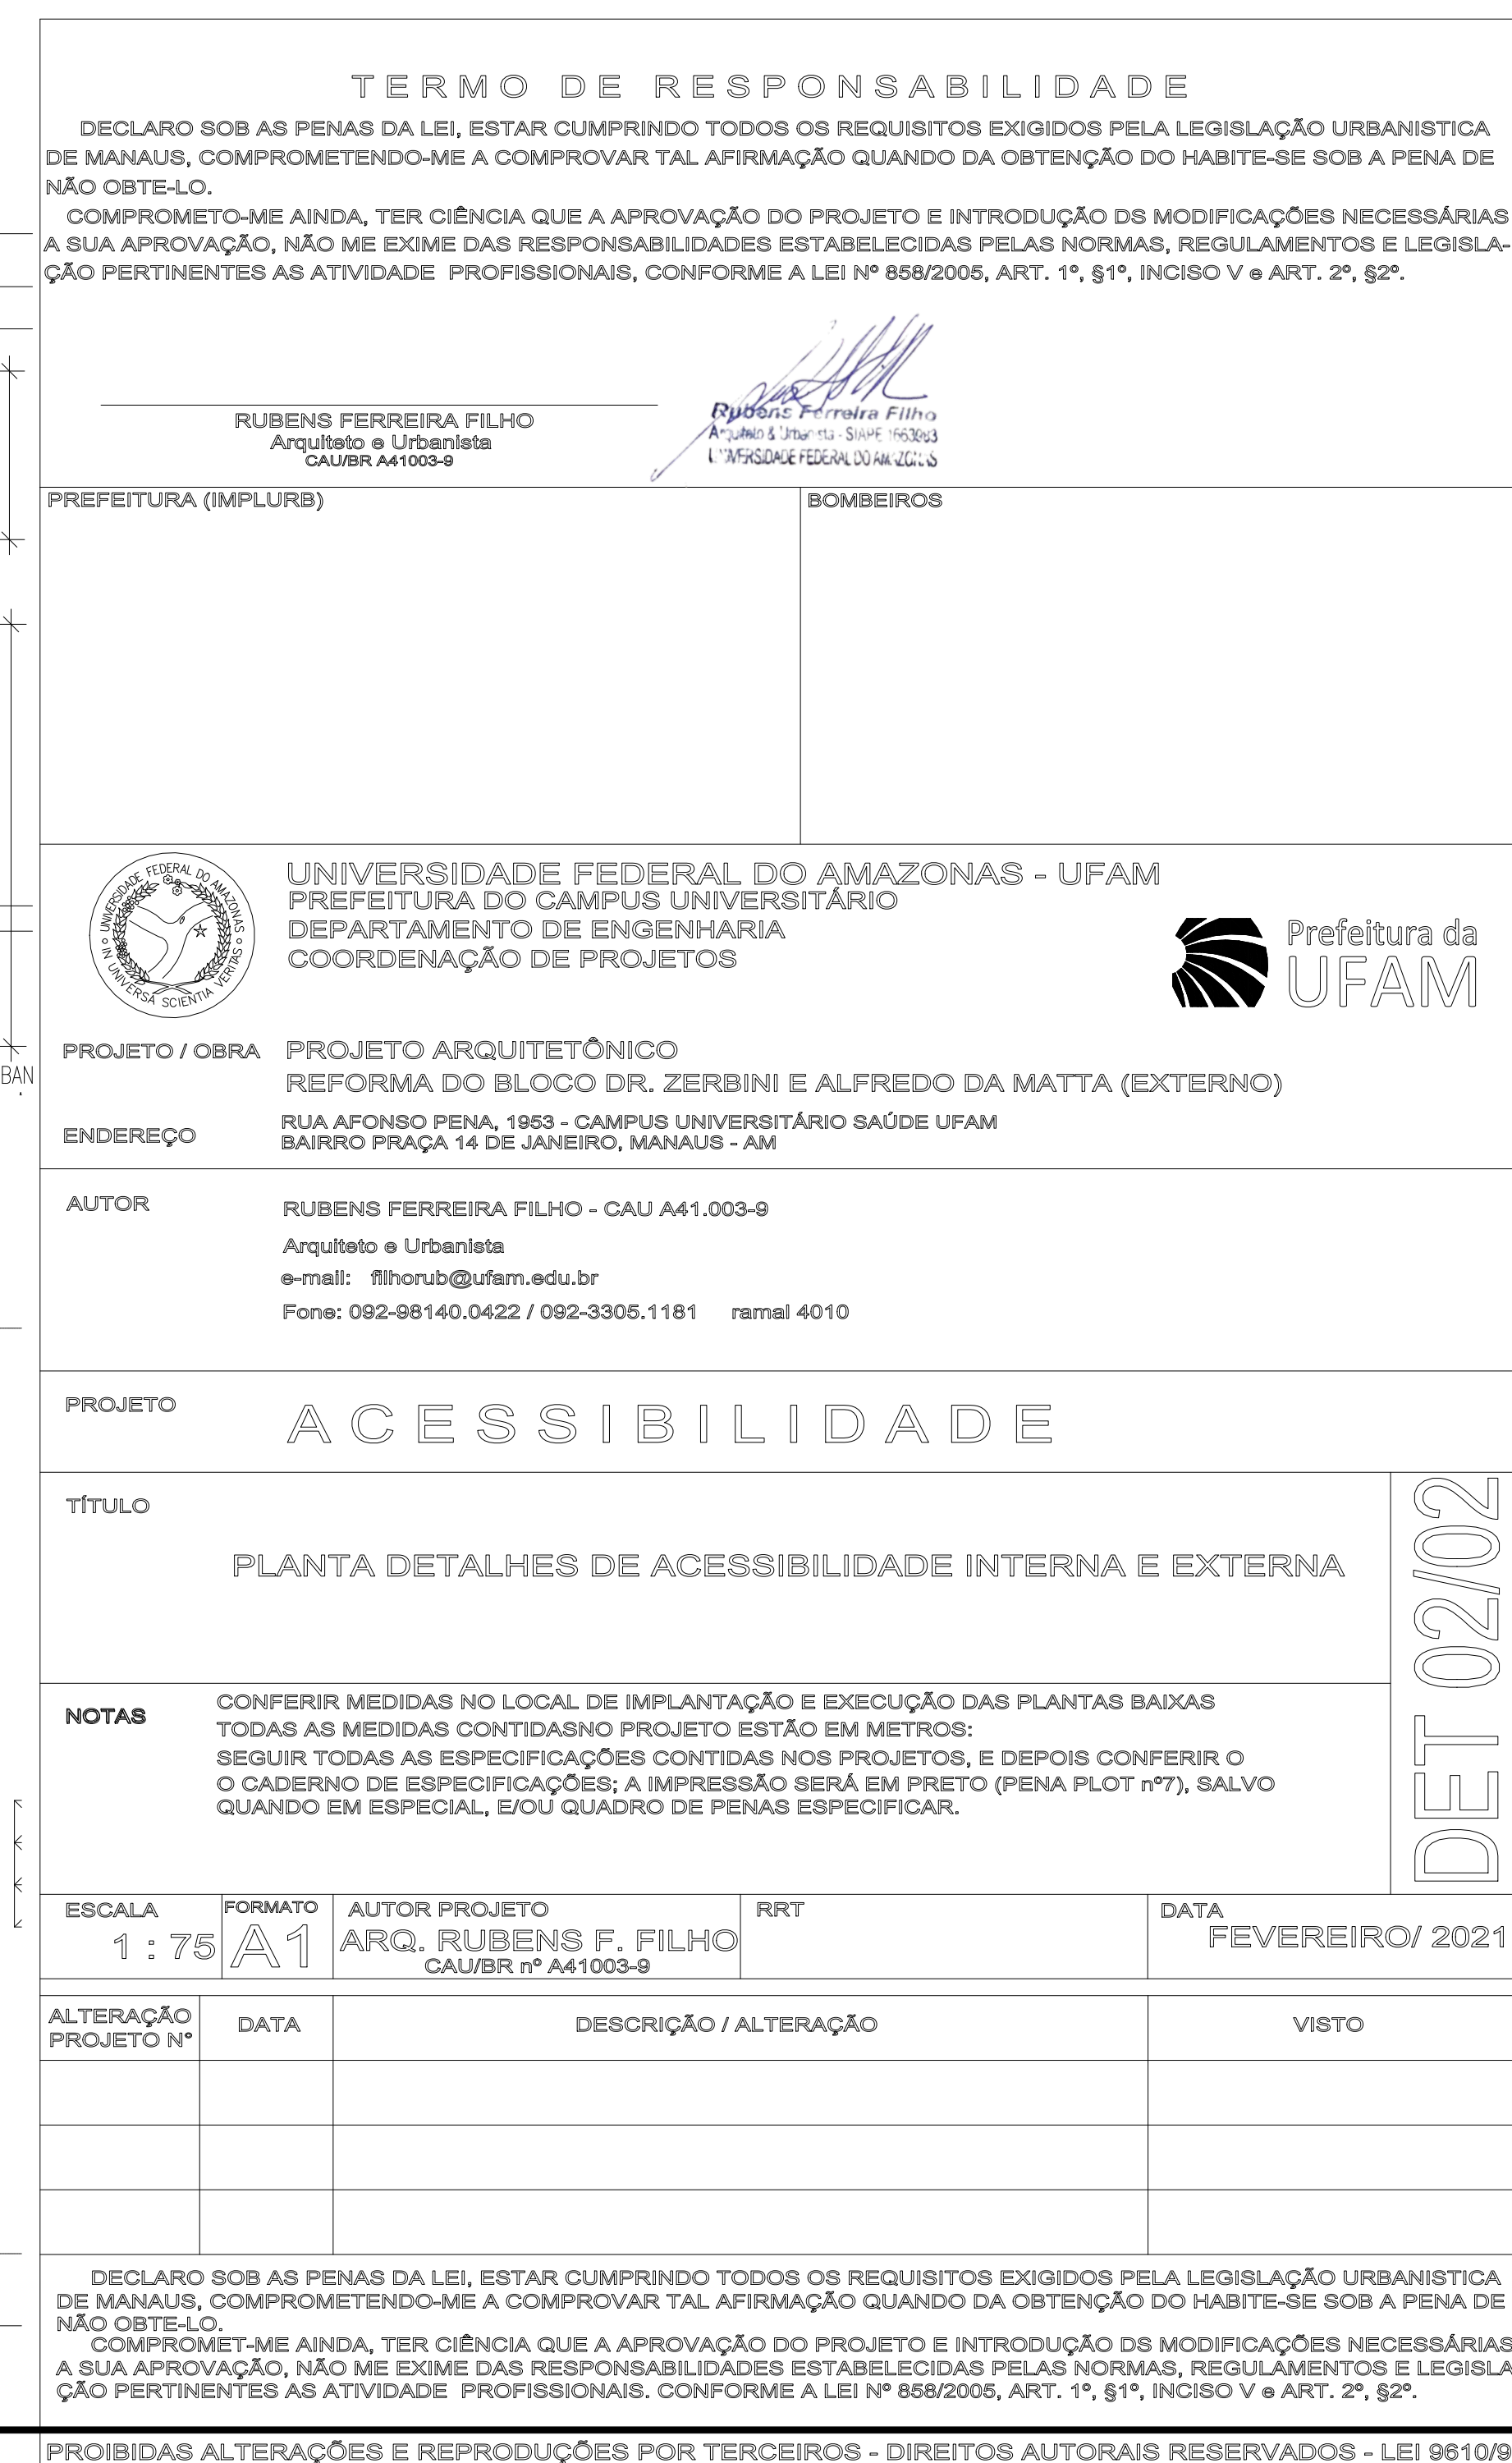 TERMO DE RESPONSABILIDADE
DECLARO SOB AS PENAS DA LEI, ESTAR CUMPRINDO TODOS OS REQUISITOS EXIGIDOS PELA LEGISLAÇÃO URBANISTICA
DE MANAUS, COMPROMETENDO-ME A COMPROVAR TAL AFIRMAÇÃO QUANDO DA OBTENÇÃO DO HABITE-SE SOB A PENA DE
NÃO OBTE-LO.
COMPROMETO-ME AINDA, TER CIÊNCIA QUE A APROVAÇÃO DO PROJETO E INTRODUÇÃO DS MODIFICAÇÕES NECESSÁRIAS
A SUA APROVAÇÃO, NÃO ME EXIME DAS RESPONSABILIDADES ESTABELECIDAS PELAS NORMAS, REGULAMENTOS E LEGISLA-
ÇÃO PERTINENTES AS ATIVIDADE PROFISSIONAIS, CONFORME A LEI Nº 858/2005, ART. 1º, §1º, INCISO V e ART. 2º, §2º.
RUBENS FERREIRA FILHO
Arquiteto e Urbanista
CAU/BR A41003-9
Rubens Ferreira Filho
Arquiteto & Urbanista - SIAPE
UNIVERSIDADE FEDERAL DO AMAZONAS
PREFEITURA (IMPLURB)
BOMBEIROS
UNIVERSIDADE FEDERAL DO AMAZONAS
IN UNIVERSA SCIENTIA VERITAS
UNIVERSIDADE FEDERAL DO AMAZONAS - UFAM
PREFEITURA DO CAMPUS UNIVERSITÁRIO
DEPARTAMENTO DE ENGENHARIA
COORDENAÇÃO DE PROJETOS
Prefeitura da
UFAM
PROJETO / OBRA PROJETO ARQUITETÔNICO
REFORMA DO BLOCO DR. ZERBINI E ALFREDO DA MATTA (EXTERNO)
BAN
ENDEREÇO
RUA AFONSO PENA, 1953 - CAMPUS UNIVERSITÁRIO SAÚDE UFAM
BAIRRO PRAÇA 14 DE JANEIRO, MANAUS - AM
AUTOR
RUBENS FERREIRA FILHO - CAU A41.003-9
Arquiteto e Urbanista
e-mail: filhorub@ufam.edu.br
Fone: 092-98140.0422 / 092-3305.1181 ramal 4010
PROJETO
ACESSIBILIDADE
TÍTULO
PLANTA DETALHES DE ACESSIBILIDADE INTERNA E EXTERNA
DET 02/02
NOTAS
CONFERIR MEDIDAS NO LOCAL DE IMPLANTAÇÃO E EXECUÇÃO DAS PLANTAS BAIXAS
TODAS AS MEDIDAS CONTIDASNO PROJETO ESTÃO EM METROS:
SEGUIR TODAS AS ESPECIFICAÇÕES CONTIDAS NOS PROJETOS, E DEPOIS CONFERIR O
O CADERNO DE ESPECIFICAÇÕES; A IMPRESSÃO SERÁ EM PRETO (PENA PLOT nº7), SALVO
QUANDO EM ESPECIAL, E/OU QUADRO DE PENAS ESPECIFICAR.
ESCALA
1 : 75
FORMATO
A1
AUTOR PROJETO
ARQ. RUBENS F. FILHO
CAU/BR nº A41003-9
RRT
DATA
FEVEREIRO/ 2021
ALTERAÇÃO
PROJETO N°
DATA
DESCRIÇÃO / ALTERAÇÃO
VISTO
DECLARO SOB AS PENAS DA LEI, ESTAR CUMPRINDO TODOS OS REQUISITOS EXIGIDOS PELA LEGISLAÇÃO URBANISTICA
DE MANAUS, COMPROMETENDO-ME A COMPROVAR TAL AFIRMAÇÃO QUANDO DA OBTENÇÃO DO HABITE-SE SOB A PENA DE
NÃO OBTE-LO.
COMPROMET-ME AINDA, TER CIÊNCIA QUE A APROVAÇÃO DO PROJETO E INTRODUÇÃO DS MODIFICAÇÕES NECESSÁRIAS
A SUA APROVAÇÃO, NÃO ME EXIME DAS RESPONSABILIDADES ESTABELECIDAS PELAS NORMAS, REGULAMENTOS E LEGISLA
ÇÃO PERTINENTES AS ATIVIDADE PROFISSIONAIS. CONFORME A LEI Nº 858/2005, ART. 1º, §1º, INCISO V e ART. 2º, §2º.
PROIBIDAS ALTERAÇÕES E REPRODUÇÕES POR TERCEIROS - DIREITOS AUTORAIS RESERVADOS - LEI 9610/9